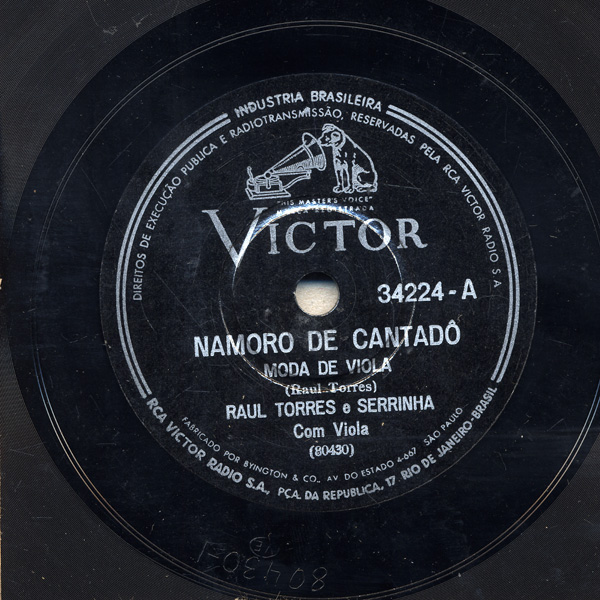 INDUSTRIA BRASILEIRA
DIREITOS DE EXECUÇÃO PUBLICA E RADIOTRANSMISSÃO, RESERVADAS PELA RCA VICTOR RADIO S.A.
"HIS MASTER'S VOICE"
MARCA REGISTRADA
VICTOR
34224-A
NAMORO DE CANTADÔ
MODA DE VIOLA
(Raul Torres)
RAUL TORRES e SERRINHA
Com Viola
(80430)
FABRICADO POR BYINGTON & CO., AV DO ESTADO 4-667 SÃO PAULO
RCA VICTOR RADIO S.A., PÇA. DA REPUBLICA, 17 RIO DE JANEIRO-BRASIL